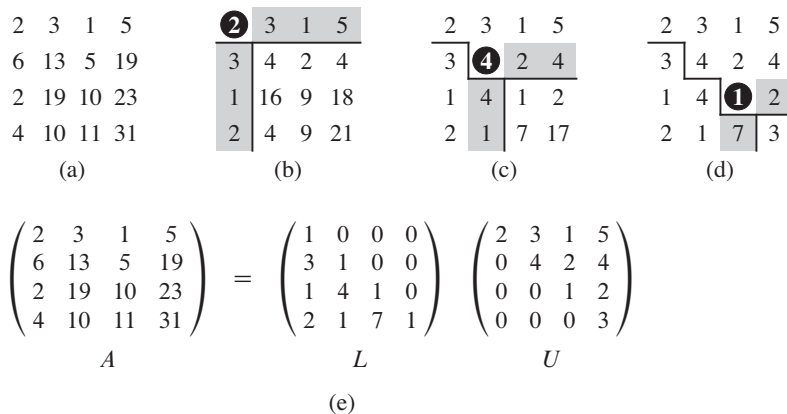 2 3 1 5
6 13 5 19
2 19 10 23
4 10 11 31
(a)
2 3 1 5
3 4 2 4
1 16 9 18
2 4 9 21
(b)
2 3 1 5
3 4 2 4
1 4 1 2
2 1 7 17
(c)
2 3 1 5
3 4 2 4
1 4 1 2
2 1 7 3
(d)
2 3 1 5
6 13 5 19
2 19 10 23
4 10 11 31
A
=
1 0 0 0
3 1 0 0
1 4 1 0
2 1 7 1
L
2 3 1 5
0 4 2 4
0 0 1 2
0 0 0 3
U
(e)